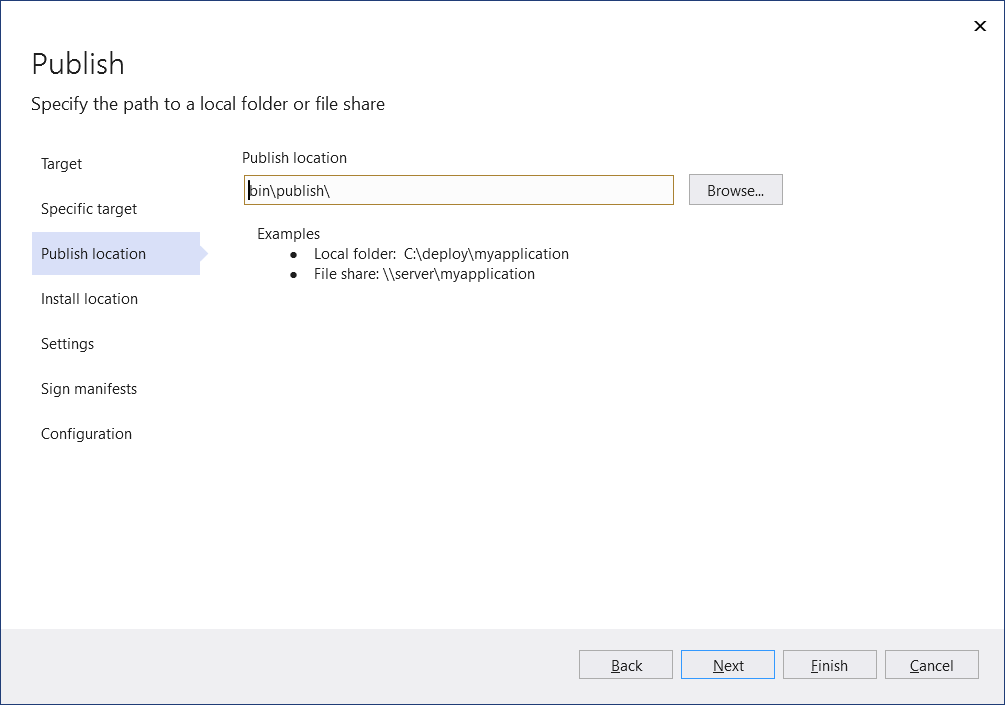 Publish
Specify the path to a local folder or file share
Target
Specific target
Publish location
Install location
Settings
Sign manifests
Configuration
Publish location
bin\publish\
Browse...
Examples
● Local folder:  C:\deploy\myapplication
● File share: \\server\myapplication
Back
Next
Finish
Cancel